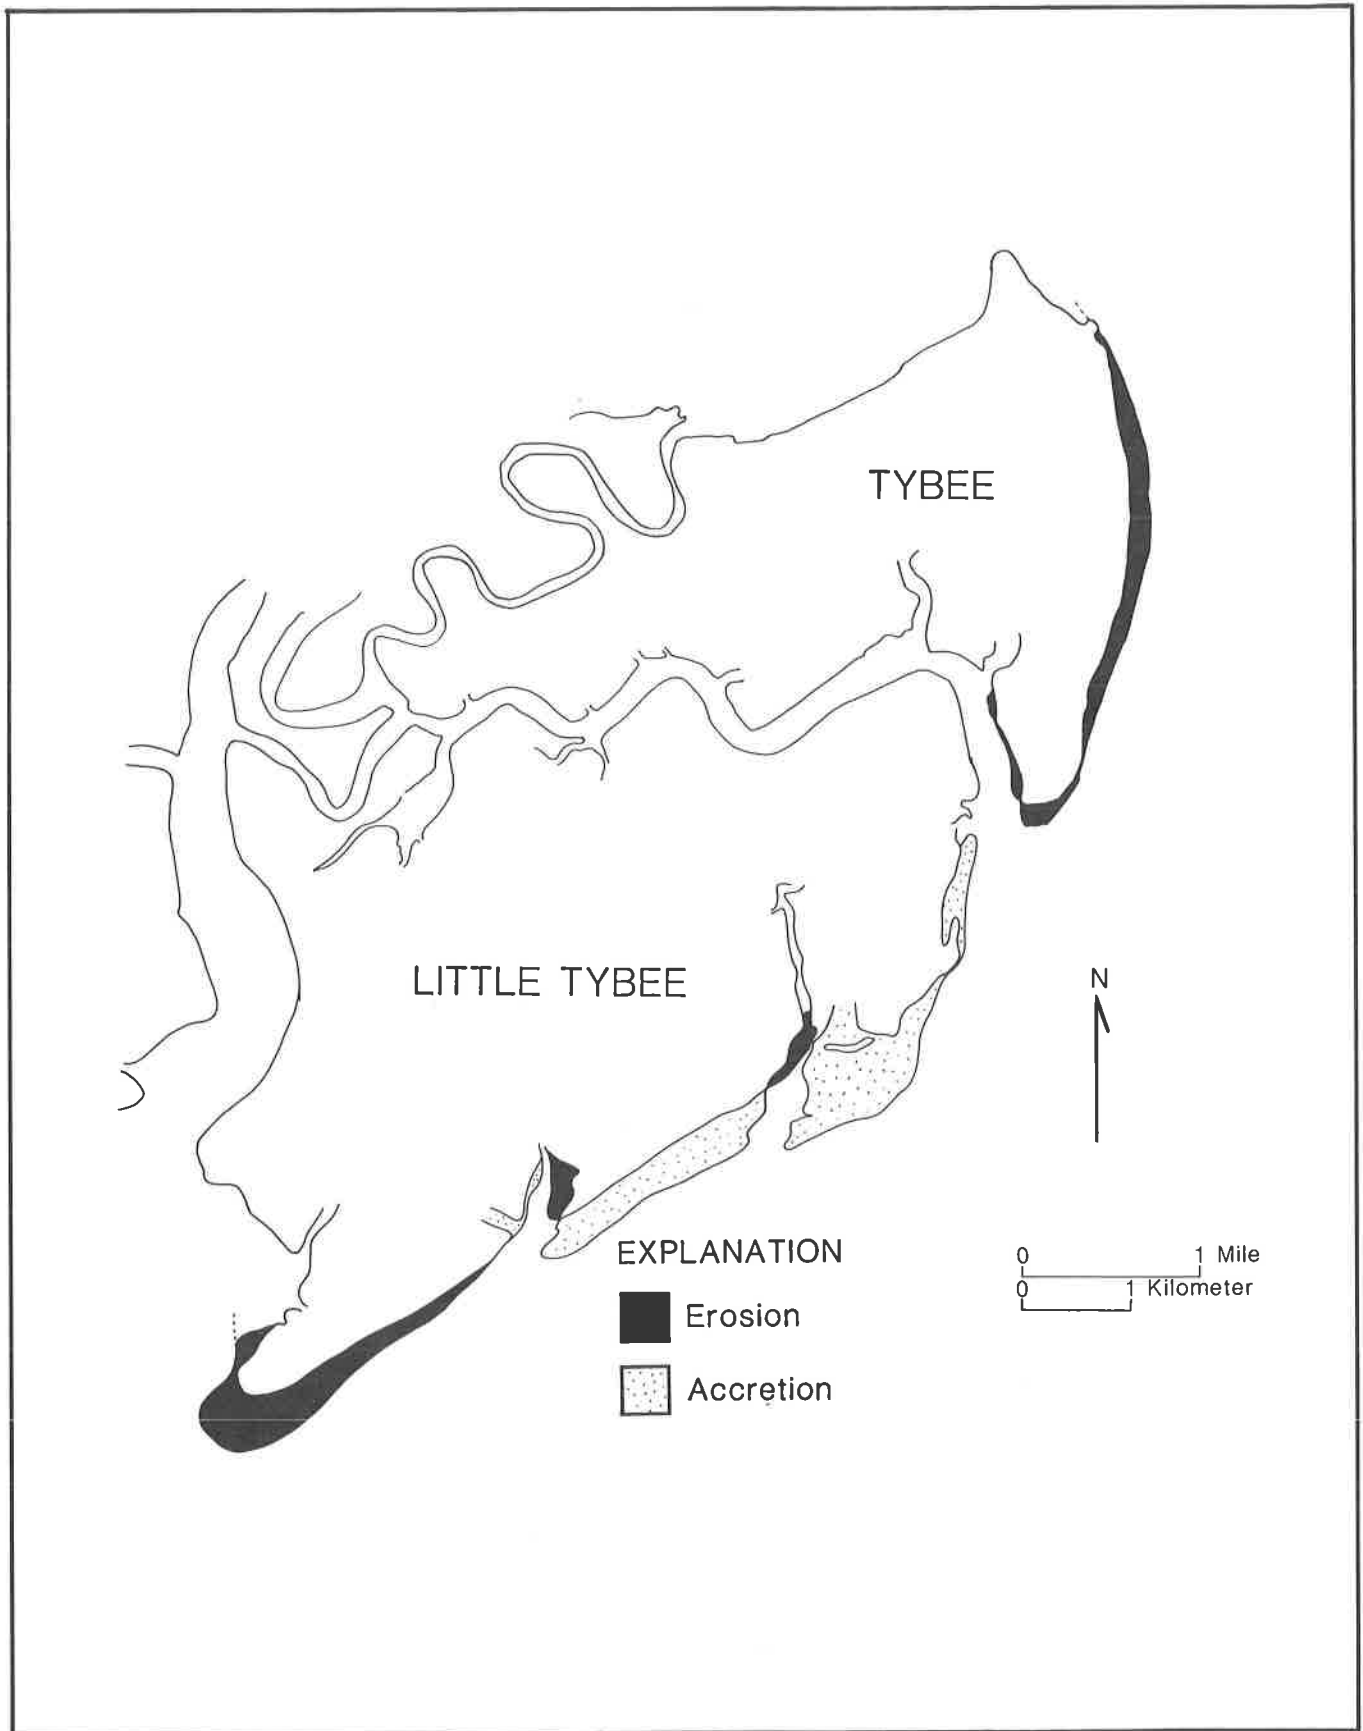 TYBEE
LITTLE TYBEE
N
EXPLANATION
Erosion
Accretion
0 1 Mile
0 1 Kilometer